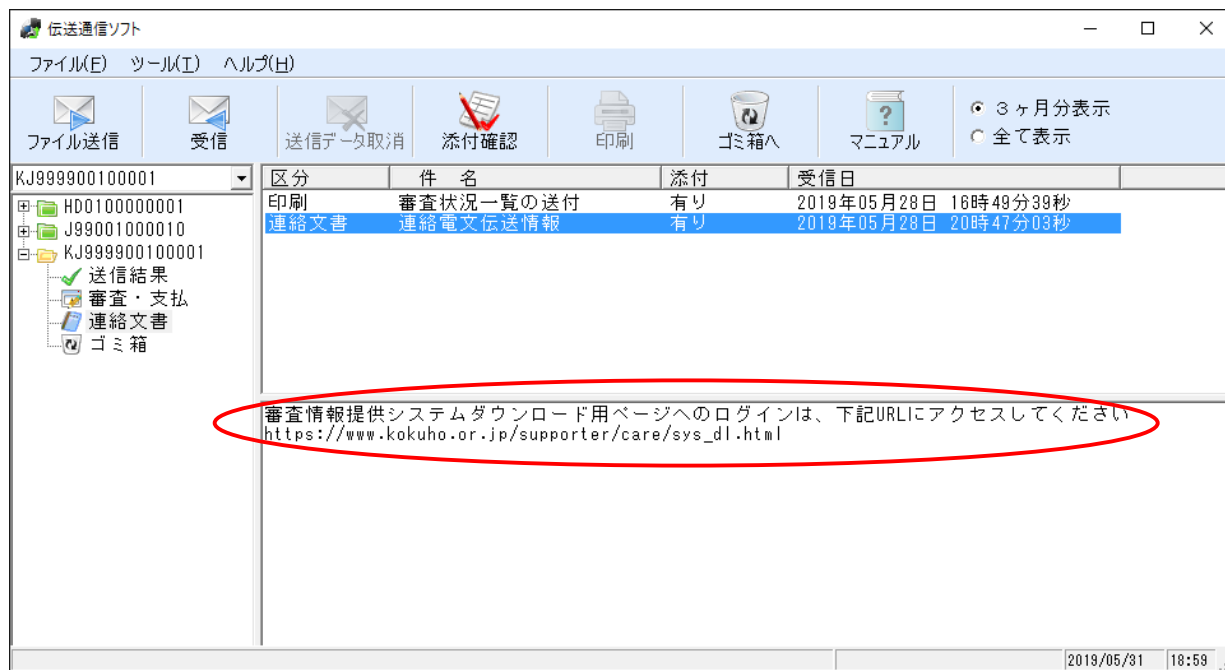 伝送通信ソフト
ファイル(F) ツール(T) ヘルプ(H)
ファイル送信 受信 送信データ取消 添付確認 印刷 ゴミ箱へ マニュアル
３ヶ月分表示
全て表示
KJ999900100001
HD0100000001
J99001000010
KJ999900100001
送信結果
審査・支払
連絡文書
ゴミ箱
区分 件 名 添付 受信日
印刷 審査状況一覧の送付 有り 2019年05月28日 16時49分39秒
連絡文書 連絡電文伝送情報 有り 2019年05月28日 20時47分03秒
審査情報提供システムダウンロード用ページへのログインは、下記URLにアクセスしてください
https://www.kokuho.or.jp/supporter/care/sys_dl.html
2019/05/31 18:59